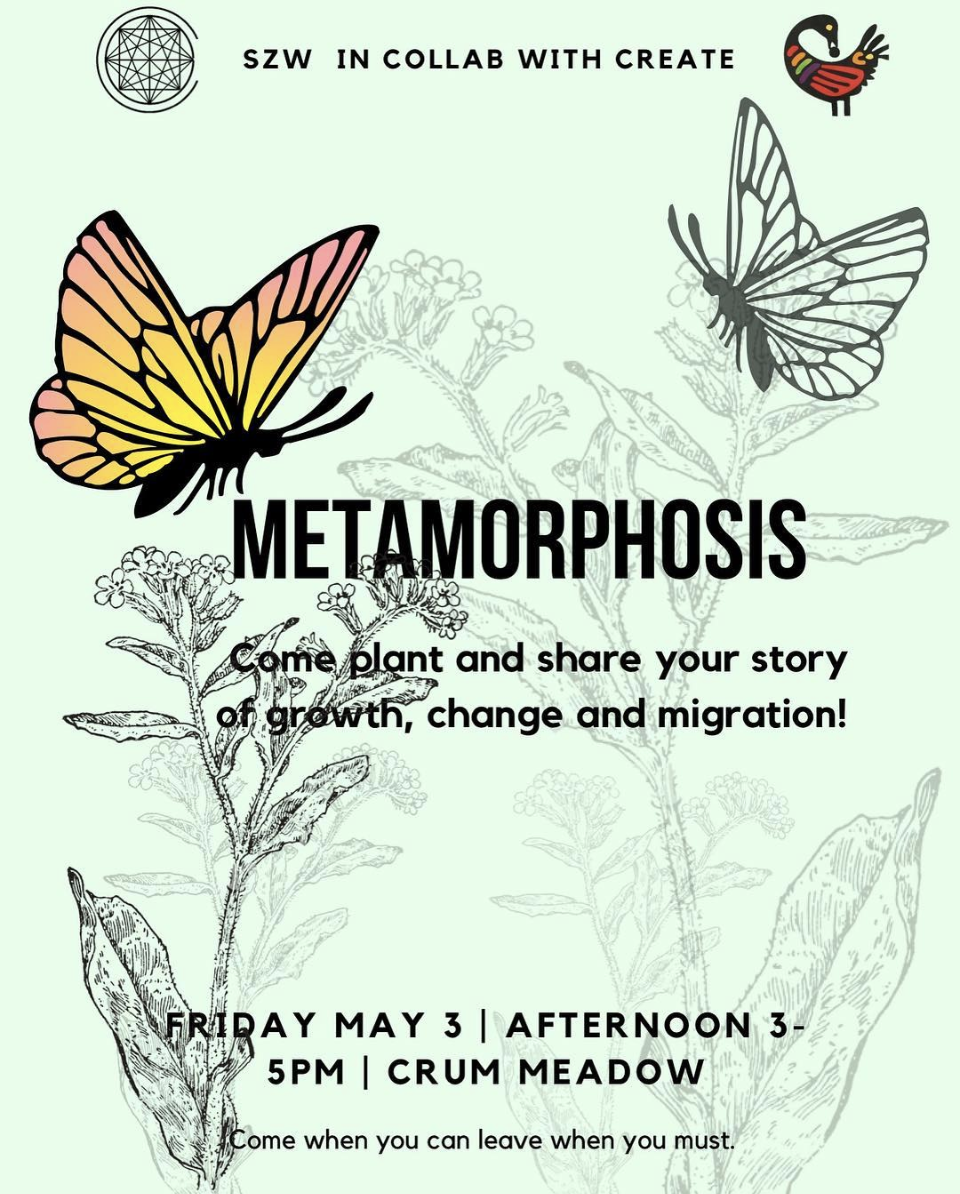 SZW IN COLLAB WITH CREATE
METAMORPHOSIS
Come plant and share your story
of growth, change and migration!
FRIDAY MAY 3 | AFTERNOON 3-
5PM | CRUM MEADOW
Come when you can leave when you must.